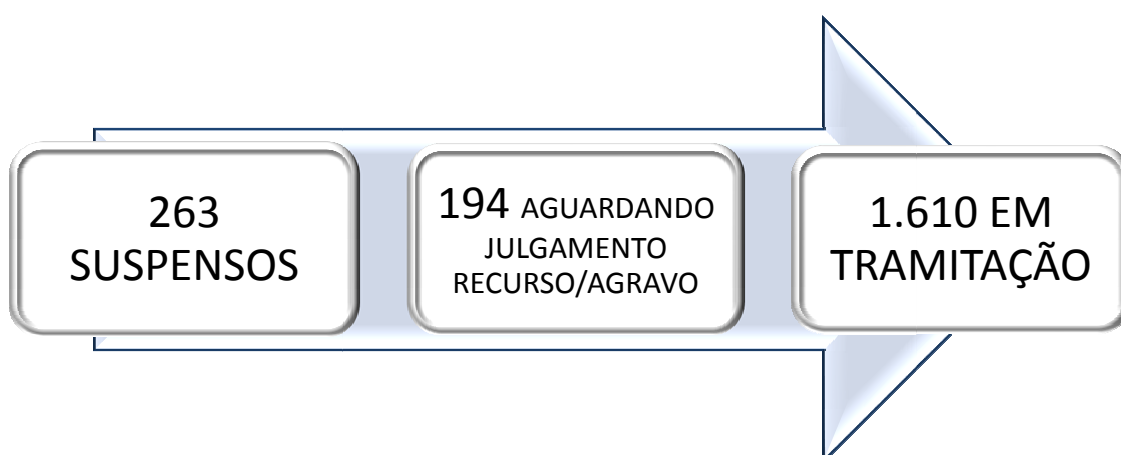 263
SUSPENSOS
194 AGUARDANDO
JULGAMENTO
RECURSO/AGRAVO
1.610 EM
TRAMITAÇÃO